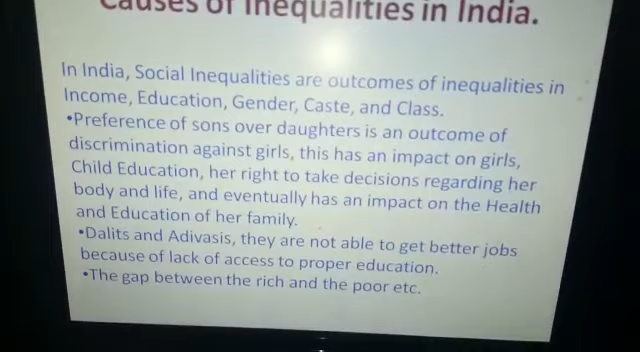 Causes of Inequalities in India.
In India, Social Inequalities are outcomes of inequalities in
Income, Education, Gender, Caste, and Class.
•Preference of sons over daughters is an outcome of
discrimination against girls, this has an impact on girls,
Child Education, her right to take decisions regarding her
body and life, and eventually has an impact on the Health
and Education of her family.
•Dalits and Adivasis, they are not able to get better jobs
because of lack of access to proper education.
•The gap between the rich and the poor etc.